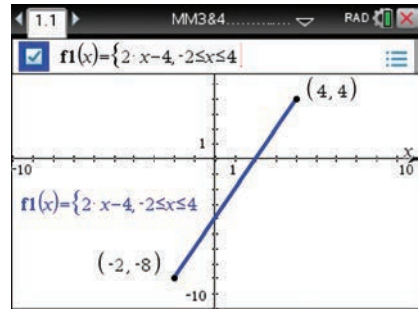 1.1 MM3&4............. RAD
f1(x)={2·x-4,-2≤x≤4
(4,4)
1
x
-10 1 10
f1(x)={2·x-4,-2≤x≤4
(-2,-8)
-10